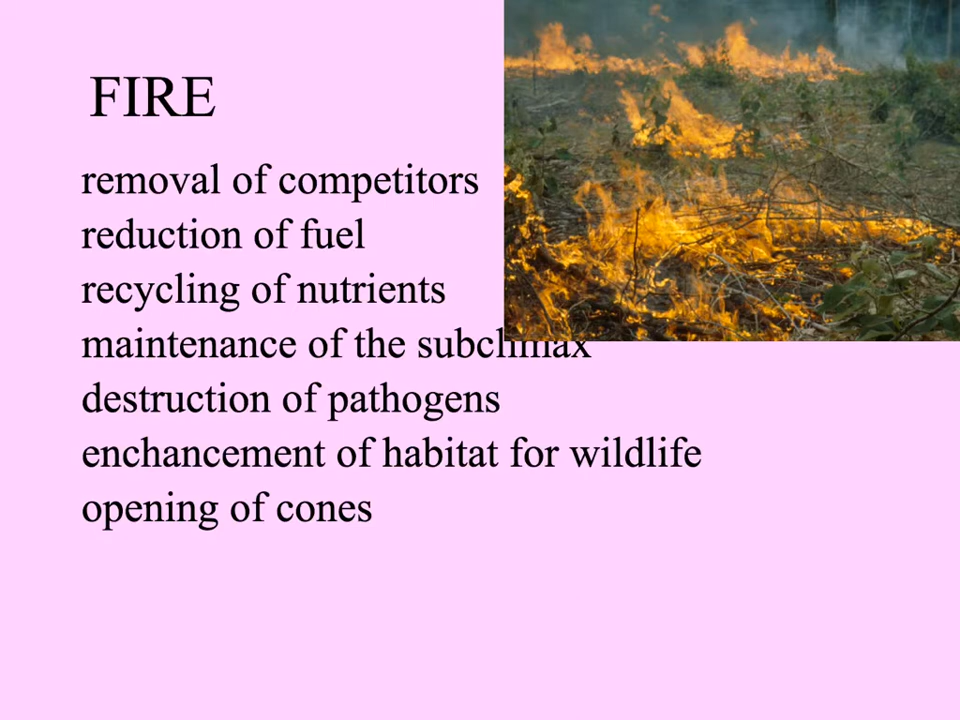 FIRE
removal of competitors
reduction of fuel
recycling of nutrients
maintenance of the subclimax
destruction of pathogens
enchancement of habitat for wildlife
opening of cones